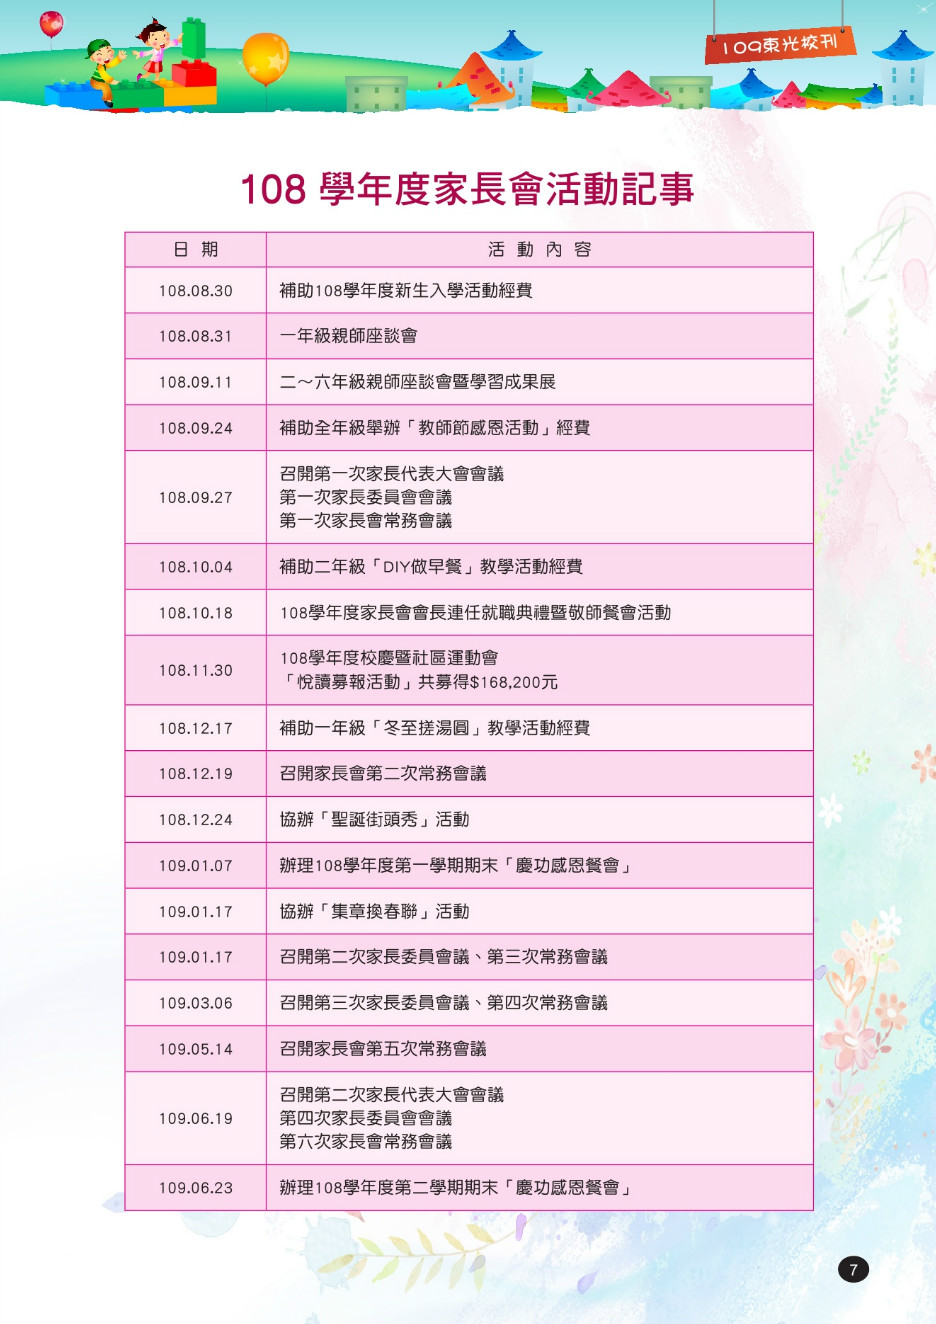 109東光校刊
108 學年度家長會活動記事
日 期 活 動 內 容
108.08.30 補助108學年度新生入學活動經費
108.08.31 一年級親師座談會
108.09.11 二～六年級親師座談會暨學習成果展
108.09.24 補助全年級舉辦「教師節感恩活動」經費
108.09.27 召開第一次家長代表大會會議
第一次家長委員會會議
第一次家長會常務會議
108.10.04 補助二年級「DIY做早餐」教學活動經費
108.10.18 108學年度家長會會長連任就職典禮暨敬師餐會活動
108.11.30 108學年度校慶暨社區運動會
「悅讀募報活動」共募得$168,200元
108.12.17 補助一年級「冬至搓湯圓」教學活動經費
108.12.19 召開家長會第二次常務會議
108.12.24 協辦「聖誕街頭秀」活動
109.01.07 辦理108學年度第一學期期末「慶功感恩餐會」
109.01.17 協辦「集章換春聯」活動
109.01.17 召開第二次家長委員會議、第三次常務會議
109.03.06 召開第三次家長委員會議、第四次常務會議
109.05.14 召開家長會第五次常務會議
109.06.19 召開第二次家長代表大會會議
第四次家長委員會會議
第六次家長會常務會議
109.06.23 辦理108學年度第二學期期末「慶功感恩餐會」
7